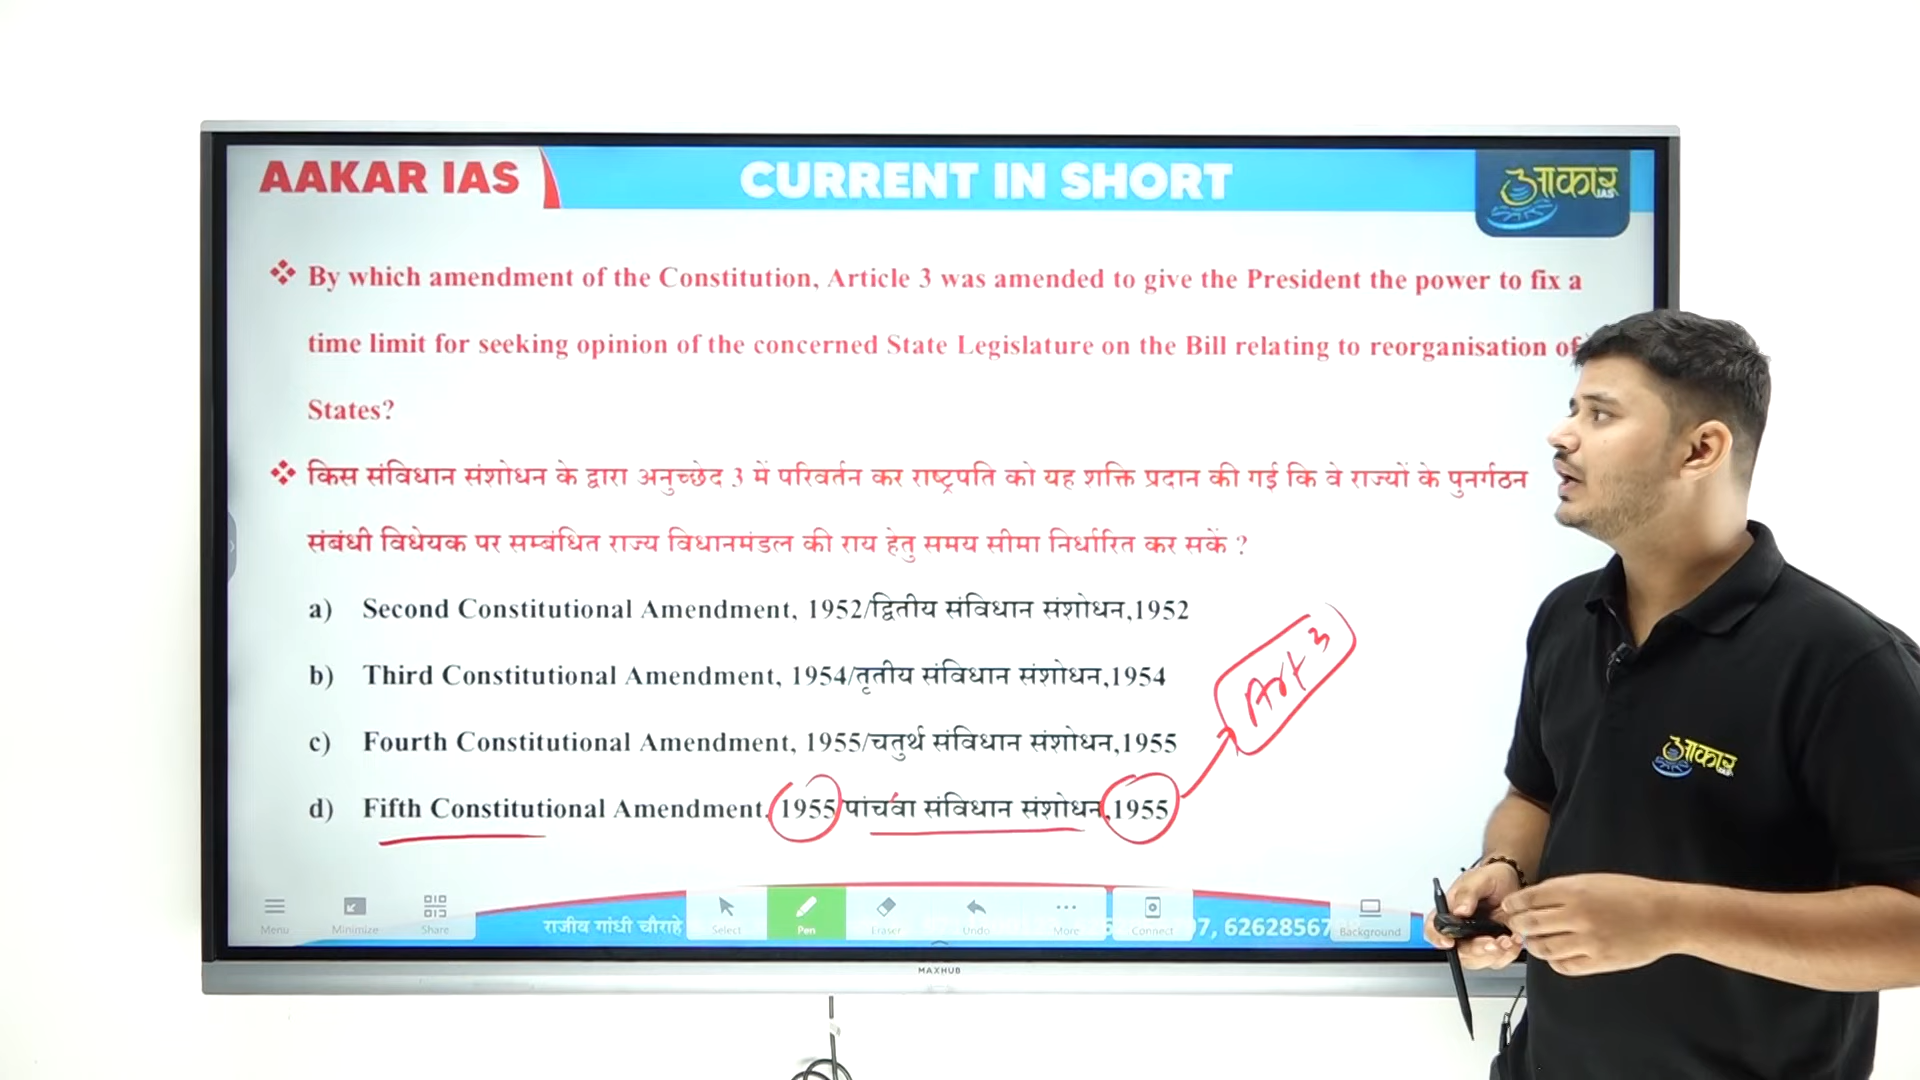 AAKAR IAS
CURRENT IN SHORT
आकार
IAS
❖ By which amendment of the Constitution, Article 3 was amended to give the President the power to fix a
time limit for seeking opinion of the concerned State Legislature on the Bill relating to reorganisation of
States?
❖ किस संविधान संशोधन के द्वारा अनुच्छेद 3 में परिवर्तन कर राष्ट्रपति को यह शक्ति प्रदान की गई कि वे राज्यों के पुनर्गठन
संबंधी विधेयक पर सम्बंधित राज्य विधानमंडल की राय हेतु समय सीमा निर्धारित कर सकें ?
a) Second Constitutional Amendment, 1952/द्वितीय संविधान संशोधन,1952
b) Third Constitutional Amendment, 1954/तृतीय संविधान संशोधन,1954
c) Fourth Constitutional Amendment, 1955/चतुर्थ संविधान संशोधन,1955
d) Fifth Constitutional Amendment, 1955/पांचवा संविधान संशोधन,1955
Art 3
आकार
IAS
Menu Minimize Share Select Pen Eraser Undo More Connect Background
राजीव गांधी चौराहे 97, 62628567
MAXHUB